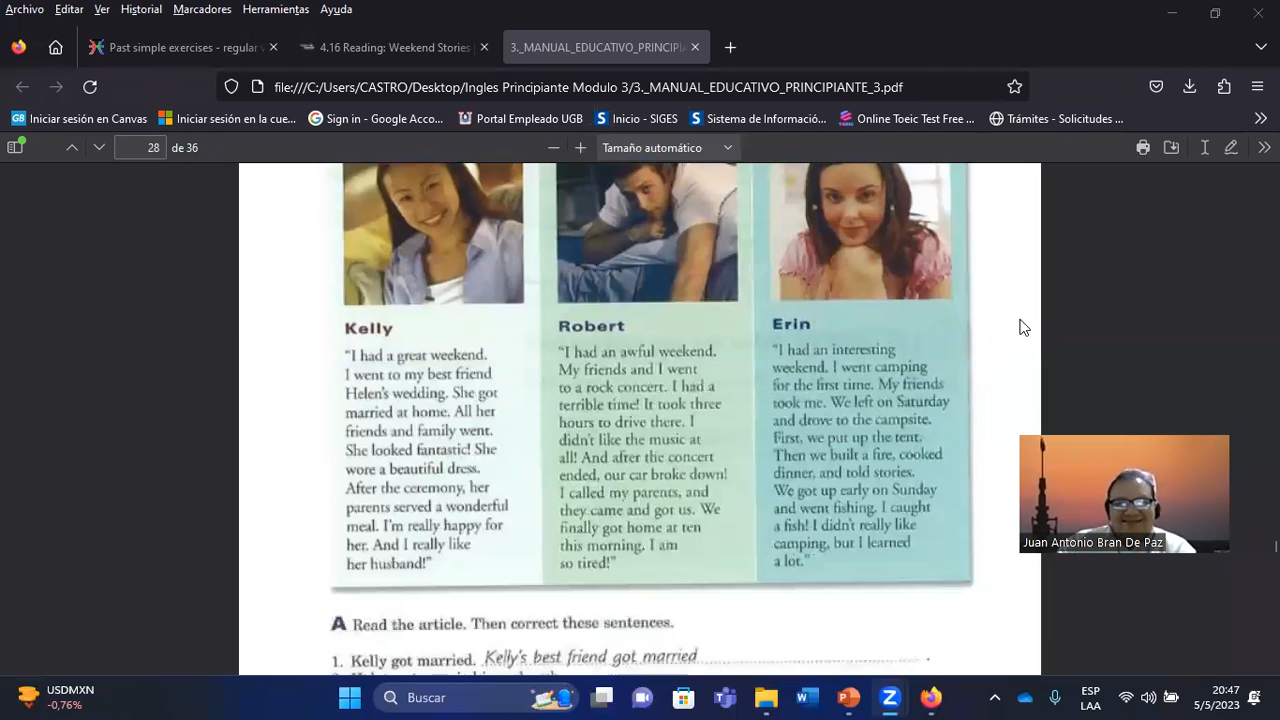 Archivo Editar Ver Historial Marcadores Herramientas Ayuda
Past simple exercises - regular v
4.16 Reading: Weekend Stories
3._MANUAL_EDUCATIVO_PRINCIPI
file:///C:/Users/CASTRO/Desktop/Ingles Principiante Modulo 3/3._MANUAL_EDUCATIVO_PRINCIPIANTE_3.pdf
Iniciar sesión en Canvas
Iniciar sesión en la cue...
Sign in - Google Acco...
Portal Empleado UGB
Inicio - SIGES
Sistema de Informació...
Online Toeic Test Free ...
Trámites - Solicitudes ...
28 de 36
Tamaño automático
Kelly
"I had a great weekend.
I went to my best friend
Helen's wedding. She got
married at home. All her
friends and family went.
She looked fantastic! She
wore a beautiful dress.
After the ceremony, her
parents served a wonderful
meal. I'm really happy for
her. And I really like
her husband!"
Robert
"I had an awful weekend.
My friends and I went
to a rock concert. I had a
terrible time! It took three
hours to drive there. I
didn't like the music at
all! And after the concert
ended, our car broke down!
I called my parents, and
they came and got us. We
finally got home at ten
this morning. I am
so tired!"
Erin
"I had an interesting
weekend. I went camping
for the first time. My friends
took me. We left on Saturday
and drove to the campsite.
First, we put up the tent.
Then we built a fire, cooked
dinner, and told stories.
We got up early on Sunday
and went fishing. I caught
a fish! I didn't really like
camping, but I learned
a lot."
A Read the article. Then correct these sentences.
1. Kelly got married. Kelly's best friend got married.
Juan Antonio Bran De Paz
USDMXN
-0,76%
Buscar
ESP
LAA
20:47
5/5/2023